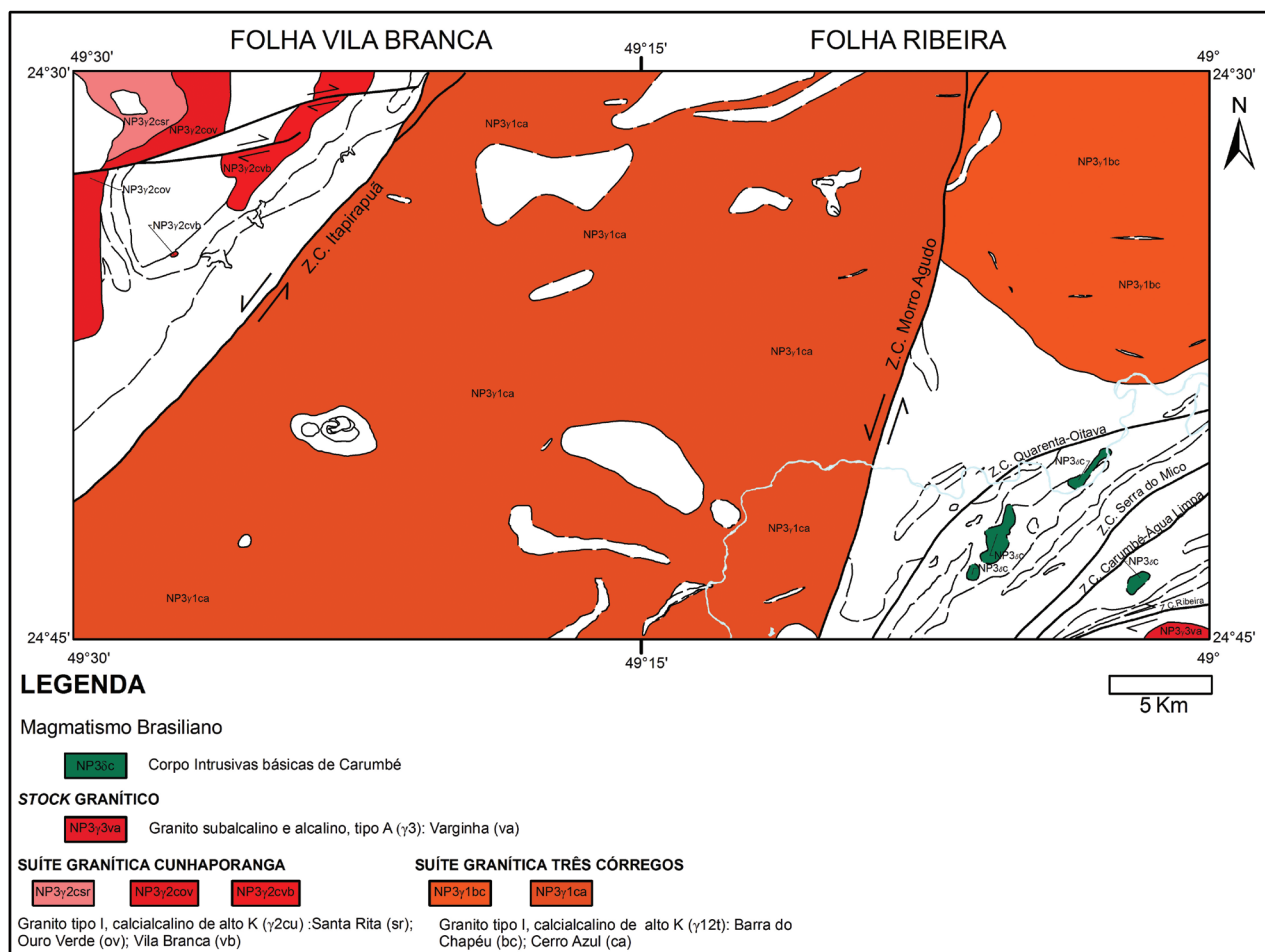 FOLHA VILA BRANCA
FOLHA RIBEIRA
49°30'
49°15'
49°
24°30'
24°30'
N
NP3γ2csr
NP3γ2cov
NP3γ2cvb
NP3γ2cov
NP3γ2cvb
Z.C. Itapirapuã
NP3γ1ca
NP3γ1ca
NP3γ1ca
NP3γ1ca
NP3γ1ca
NP3γ1ca
Z.C. Morro Agudo
NP3γ1bc
NP3γ1bc
Z.C. Quarenta-Oitava
NP3δc
Z.C. Serra do Mico
NP3δc
NP3δc
Z.C. Carumbé-Água Limpa
NP3δc
Z.C.Ribeira
NP3γ3va
24°45'
24°45'
49°30'
49°15'
49°
5 Km
LEGENDA
Magmatismo Brasiliano
NP3δc Corpo Intrusivas básicas de Carumbé
STOCK GRANÍTICO
NP3γ3va Granito subalcalino e alcalino, tipo A (γ3): Varginha (va)
SUÍTE GRANÍTICA CUNHAPORANGA
NP3γ2csr NP3γ2cov NP3γ2cvb
Granito tipo I, calcialcalino de alto K (γ2cu) :Santa Rita (sr);
Ouro Verde (ov); Vila Branca (vb)
SUÍTE GRANÍTICA TRÊS CÓRREGOS
NP3γ1bc NP3γ1ca
Granito tipo I, calcialcalino de alto K (γ12t): Barra do
Chapéu (bc); Cerro Azul (ca)